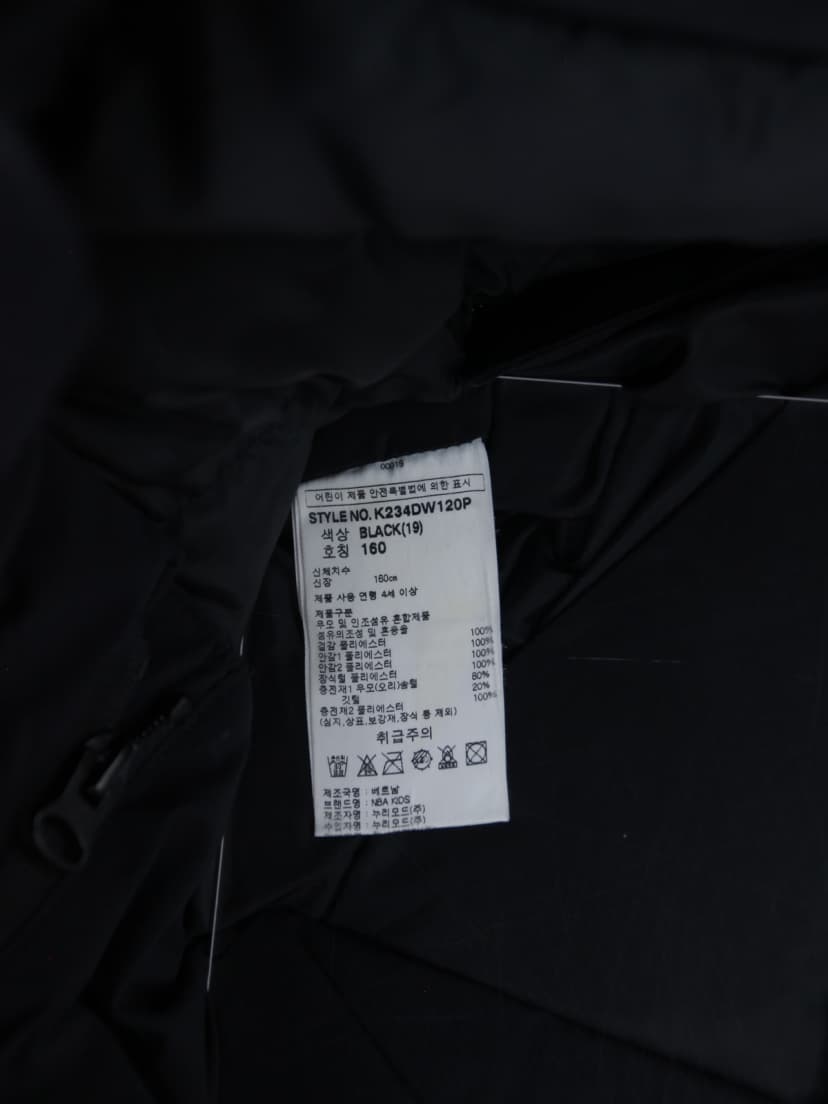 00019
어린이 제품 안전특별법에 의한 표시
STYLE NO. K234DW120P
색상 BLACK(19)
호칭 160
신체치수
신장 160cm
제품 사용 연령 4세 이상
제품구분
우모 및 인조섬유 혼합제품
섬유의조성 및 혼용율
겉감 폴리에스터 100%
안감1 폴리에스터 100%
안감2 폴리에스터 100%
장식털 폴리에스터 100%
충전재1 우모(오리)솜털 80%
깃털 20%
충전재2 폴리에스터 100%
(심지,상표,보강재,장식 등 제외)
취급주의
제조국명 : 베트남
브랜드명 : NBA KIDS
제조자명 : 누리모드(주)
수입자명 : 누리모드(주)